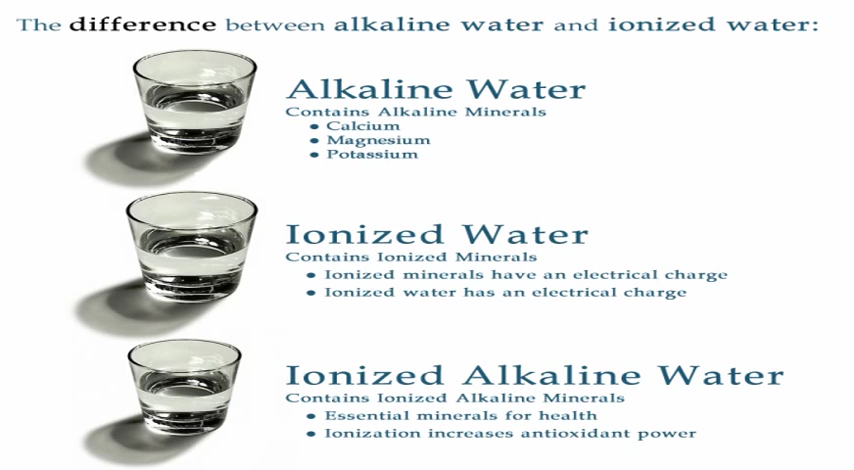 The difference between alkaline water and ionized water:
Alkaline Water
Contains Alkaline Minerals
• Calcium
• Magnesium
• Potassium
Ionized Water
Contains Ionized Minerals
• Ionized minerals have an electrical charge
• Ionized water has an electrical charge
Ionized Alkaline Water
Contains Ionized Alkaline Minerals
• Essential minerals for health
• Ionization increases antioxidant power